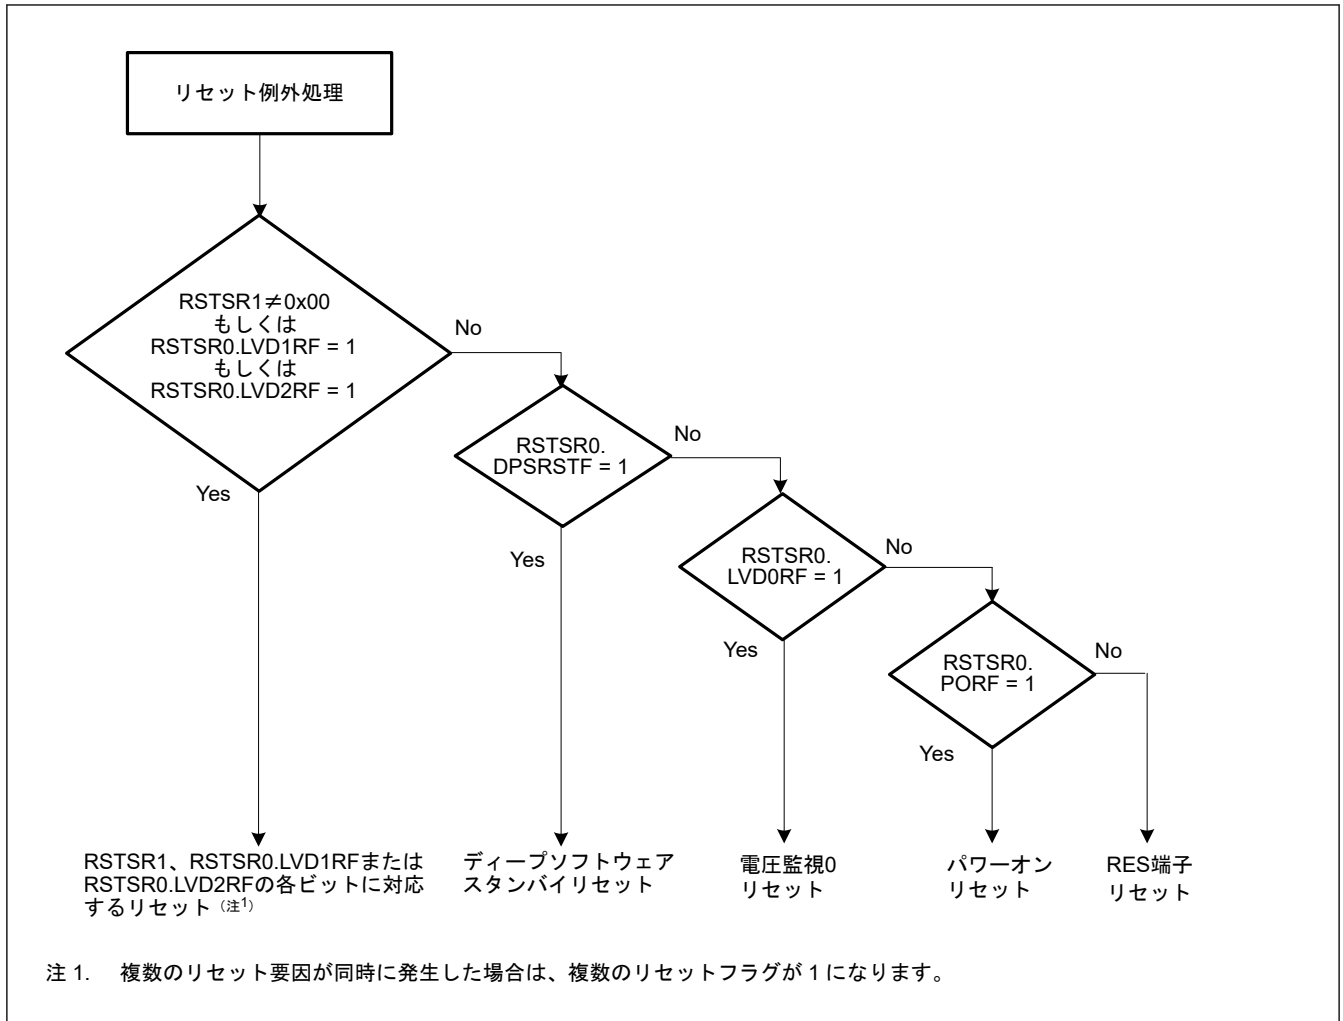 リセット例外処理
RSTSR1≠0x00
もしくは
RSTSR0.LVD1RF = 1
もしくは
RSTSR0.LVD2RF = 1
No
Yes
RSTSR0.
DPSRSTF = 1
No
Yes
RSTSR0.
LVD0RF = 1
No
Yes
RSTSR0.
PORF = 1
No
Yes
RSTSR1、RSTSR0.LVD1RFまたは
RSTSR0.LVD2RFの各ビットに対応
するリセット（注1）
ディープソフトウェア
スタンバイリセット
電圧監視0
リセット
パワーオン
リセット
RES端子
リセット
注 1. 複数のリセット要因が同時に発生した場合は、複数のリセットフラグが 1 になります。